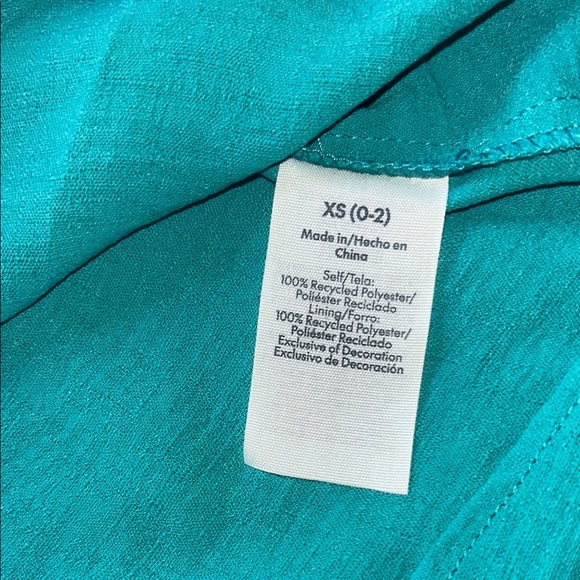 XS (0-2)
Made in/Hecho en
China
Self/Tela:
100% Recycled Polyester/
Poliéster Reciclado
Lining/Forro:
100% Recycled Polyester/
Poliéster Reciclado
Exclusive of Decoration
Exclusivo de Decoración